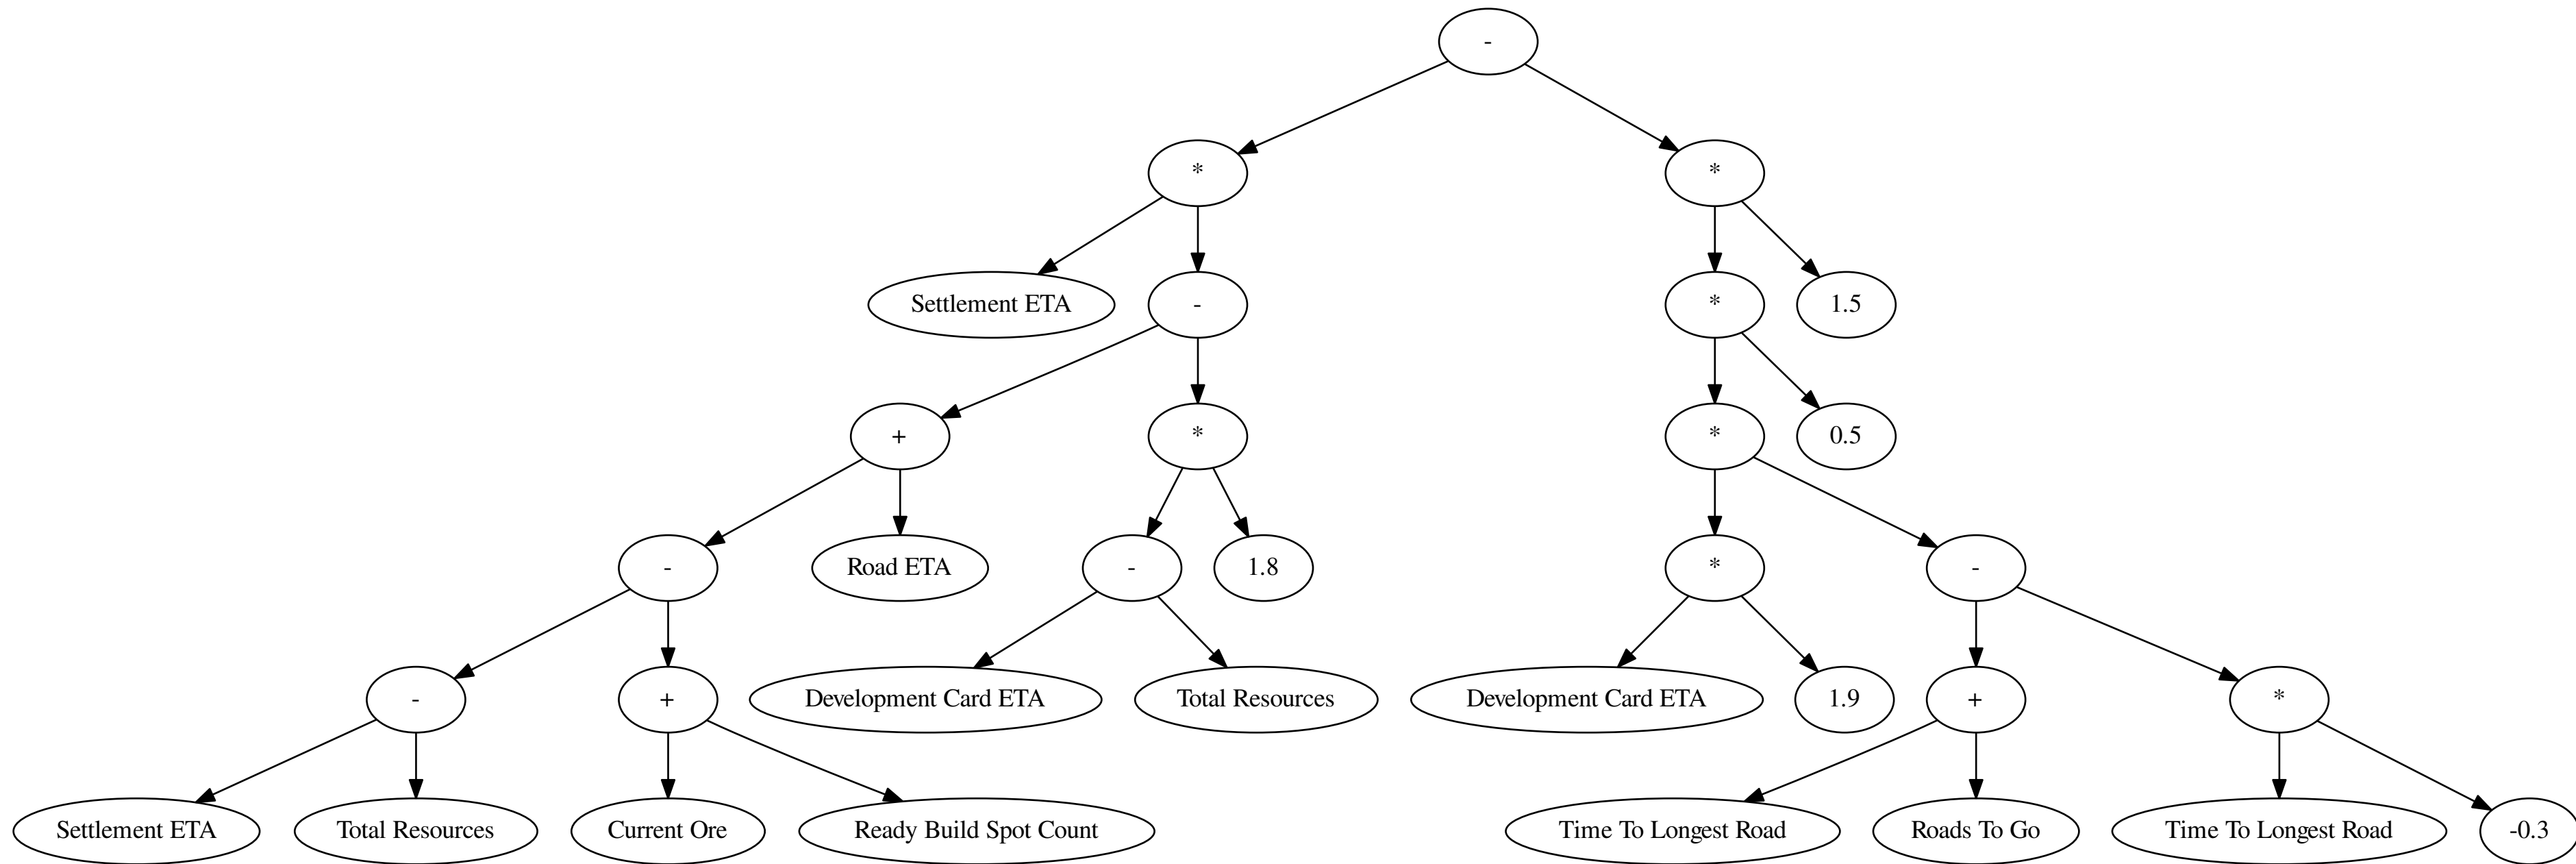 -
*
*
Settlement ETA
-
*
1.5
+
*
*
0.5
-
Road ETA
-
1.8
*
-
-
+
Development Card ETA
Total Resources
Development Card ETA
1.9
+
*
Settlement ETA
Total Resources
Current Ore
Ready Build Spot Count
Time To Longest Road
Roads To Go
Time To Longest Road
-0.3